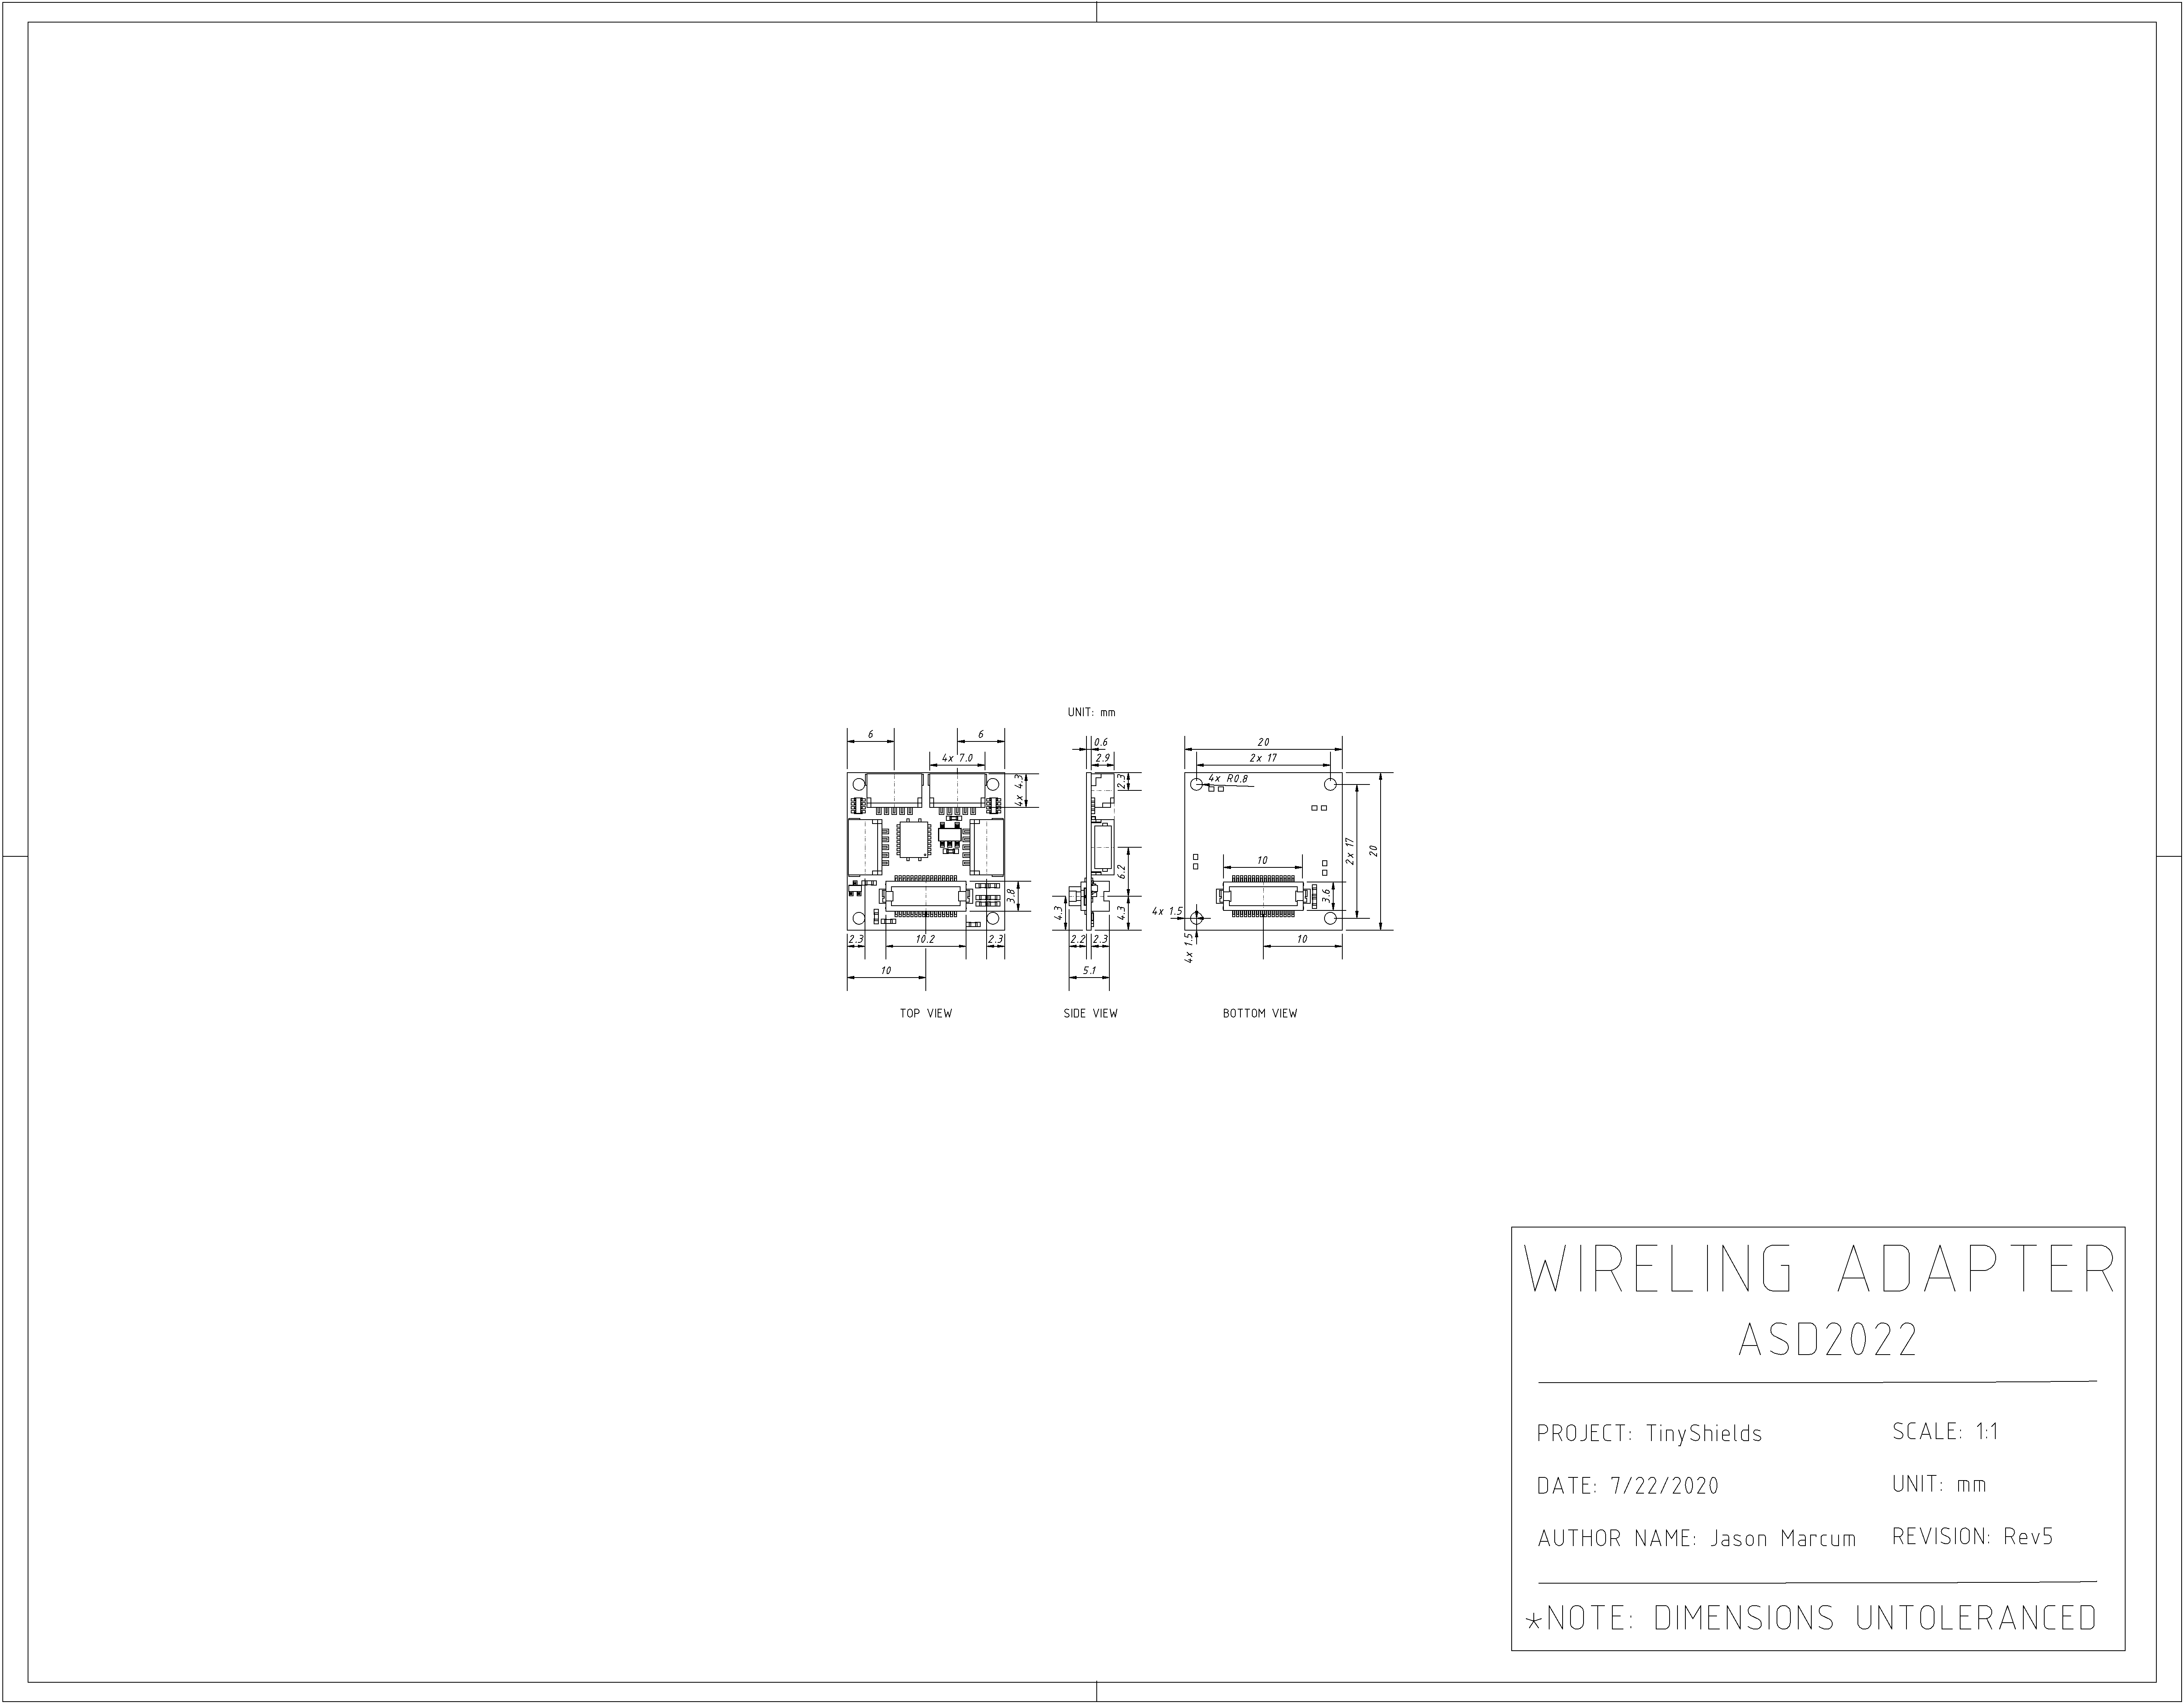 UNIT: mm
6
6
4x 7.0
4x 4.3
3.8
2.3
10.2
2.3
10
TOP VIEW
0.6
2.9
2.3
6.2
4.3
4.3
2.2
2.3
5.1
SIDE VIEW
20
2x 17
4x R0.8
2x 17
20
10
3.6
4x 1.5
4x 1.5
10
BOTTOM VIEW
WIRELING ADAPTER
ASD2022
PROJECT: TinyShields
SCALE: 1:1
DATE: 7/22/2020
UNIT: mm
AUTHOR NAME: Jason Marcum
REVISION: Rev5
*NOTE: DIMENSIONS UNTOLERANCED